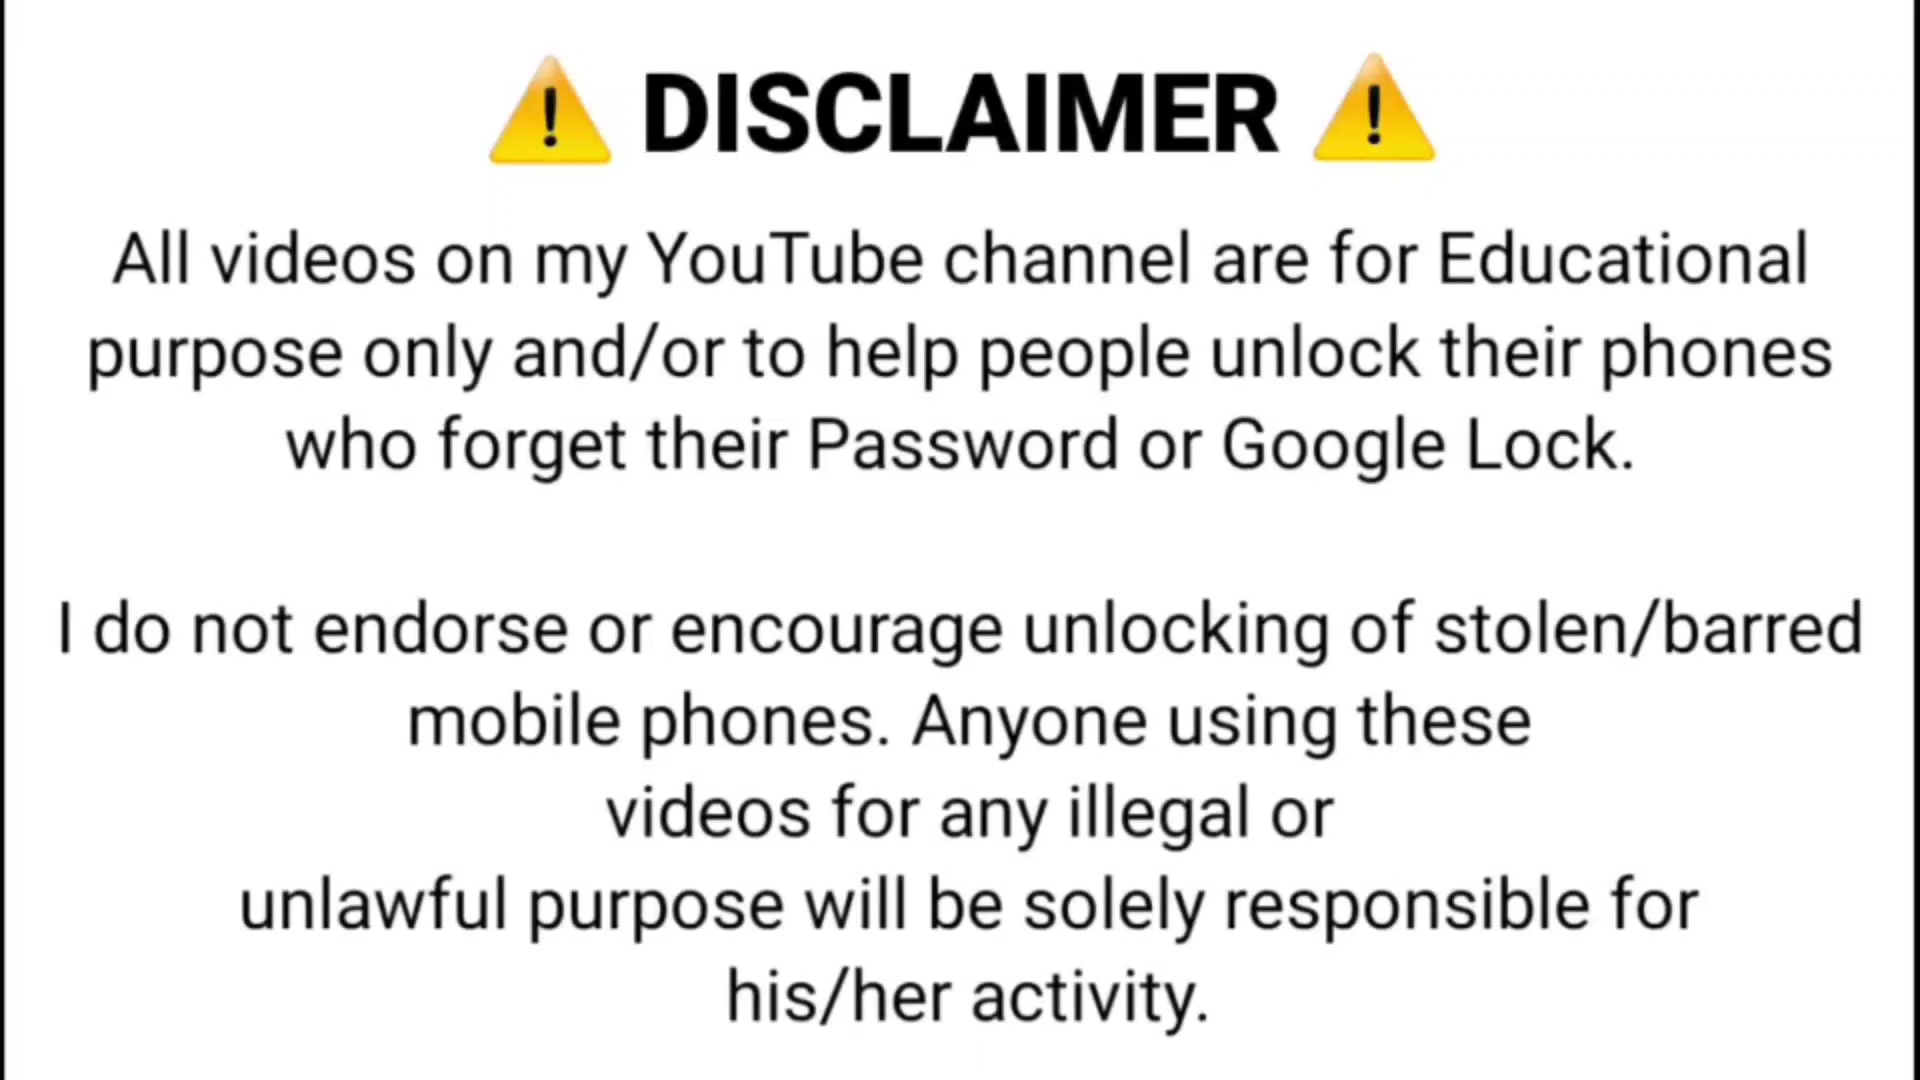 ⚠ DISCLAIMER ⚠
All videos on my YouTube channel are for Educational
purpose only and/or to help people unlock their phones
who forget their Password or Google Lock.
I do not endorse or encourage unlocking of stolen/barred
mobile phones. Anyone using these
videos for any illegal or
unlawful purpose will be solely responsible for
his/her activity.